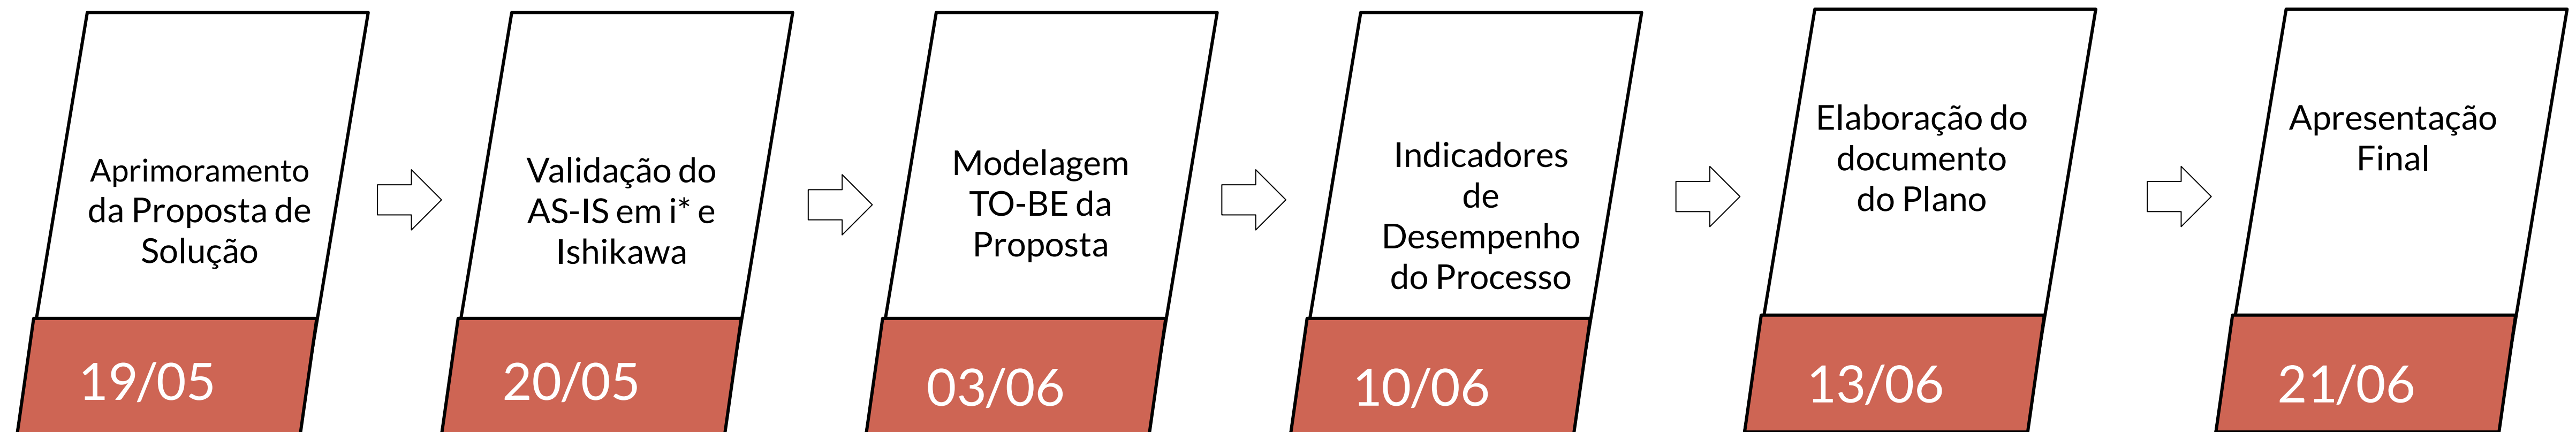 Aprimoramento
da Proposta de
Solução
19/05
Validação do
AS-IS em i* e
Ishikawa
20/05
Modelagem
TO-BE da
Proposta
03/06
Indicadores
de
Desempenho
do Processo
10/06
Elaboração do
documento
do Plano
13/06
Apresentação
Final
21/06